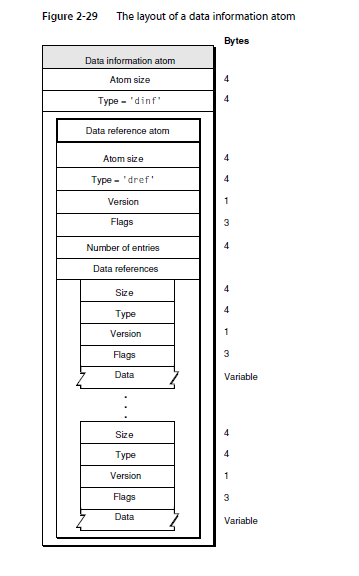 Figure 2-29 The layout of a data information atom
Bytes
Data information atom
Atom size 4
Type = 'dinf' 4
Data reference atom
Atom size 4
Type = 'dref' 4
Version 1
Flags 3
Number of entries 4
Data references
Size 4
Type 4
Version 1
Flags 3
Data Variable
Size 4
Type 4
Version 1
Flags 3
Data Variable